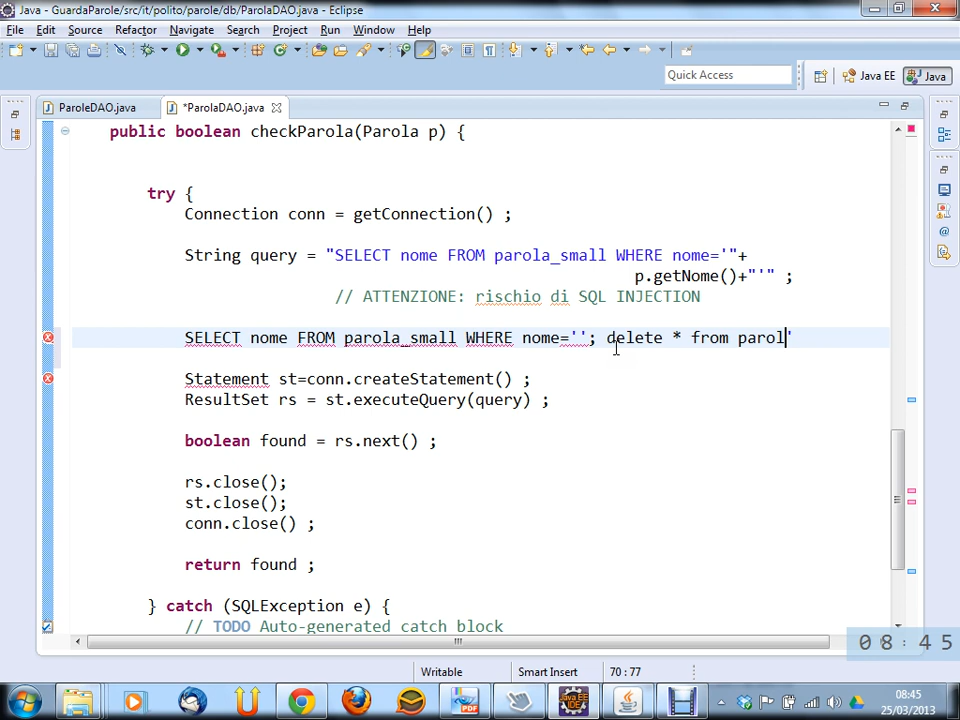 Java - GuardaParole/src/it/polito/parole/db/ParolaDAO.java - Eclipse
File Edit Source Refactor Navigate Search Project Run Window Help
Quick Access
Java EE
Java
ParoleDAO.java
*ParolaDAO.java
public boolean checkParola(Parola p) {
try {
Connection conn = getConnection() ;
String query = "SELECT nome FROM parola_small WHERE nome='"+
p.getNome()+"'" ;
// ATTENZIONE: rischio di SQL INJECTION
SELECT nome FROM parola_small WHERE nome=''; delete * from parol'
Statement st=conn.createStatement() ;
ResultSet rs = st.executeQuery(query) ;
boolean found = rs.next() ;
rs.close();
st.close();
conn.close() ;
return found ;
} catch (SQLException e) {
// TODO Auto-generated catch block
08:45
Writable
Smart Insert
70 : 77
08:45
25/03/2013